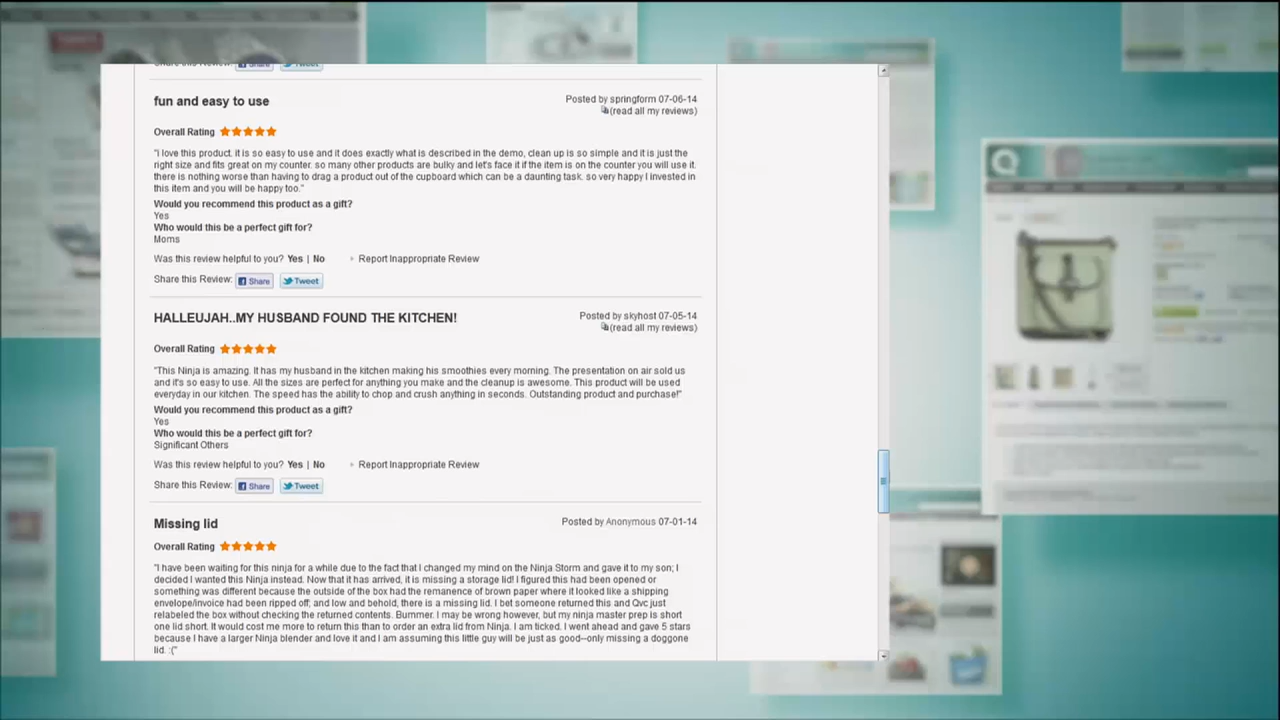 Share this Review: Share Tweet
fun and easy to use
Posted by springform 07-06-14
(read all my reviews)
Overall Rating
"I love this product. it is so easy to use and it does exactly what is described in the demo, clean up is so simple and it is just the
right size and fits great on my counter. so many other products are bulky and let's face it if the item is on the counter you will use it.
there is nothing worse than having to drag a product out of the cupboard which can be a daunting task. so very happy I invested in
this item and you will be happy too."
Would you recommend this product as a gift?
Yes
Who would this be a perfect gift for?
Moms
Was this review helpful to you? Yes | No Report Inappropriate Review
Share this Review: Share Tweet
HALLEUJAH..MY HUSBAND FOUND THE KITCHEN!
Posted by skyhost 07-05-14
(read all my reviews)
Overall Rating
"This Ninja is amazing. It has my husband in the kitchen making his smoothies every morning. The presentation on air sold us
and it's so easy to use. All the sizes are perfect for anything you make and the cleanup is awesome. This product will be used
everyday in our kitchen. The speed has the ability to chop and crush anything in seconds. Outstanding product and purchase!"
Would you recommend this product as a gift?
Yes
Who would this be a perfect gift for?
Significant Others
Was this review helpful to you? Yes | No Report Inappropriate Review
Share this Review: Share Tweet
Missing lid
Posted by Anonymous 07-01-14
Overall Rating
"I have been waiting for this ninja for a while due to the fact that I changed my mind on the Ninja Storm and gave it to my son; I
decided I wanted this Ninja instead. Now that it has arrived, it is missing a storage lid! I figured this had been opened or
something was different because the outside of the box had the remanence of brown paper where it looked like a shipping
envelope/invoice had been ripped off, and low and behold, there is a missing lid. I bet someone returned this and Qvc just
relabeled the box without checking the returned contents. Bummer. I may be wrong however, but my ninja master prep is short
one lid short. It would cost me more to return this than to order an extra lid from Ninja. I am ticked. I went ahead and gave 5 stars
because I have a larger Ninja blender and love it and I am assuming this little guy will be just as good--only missing a doggone
lid. :("